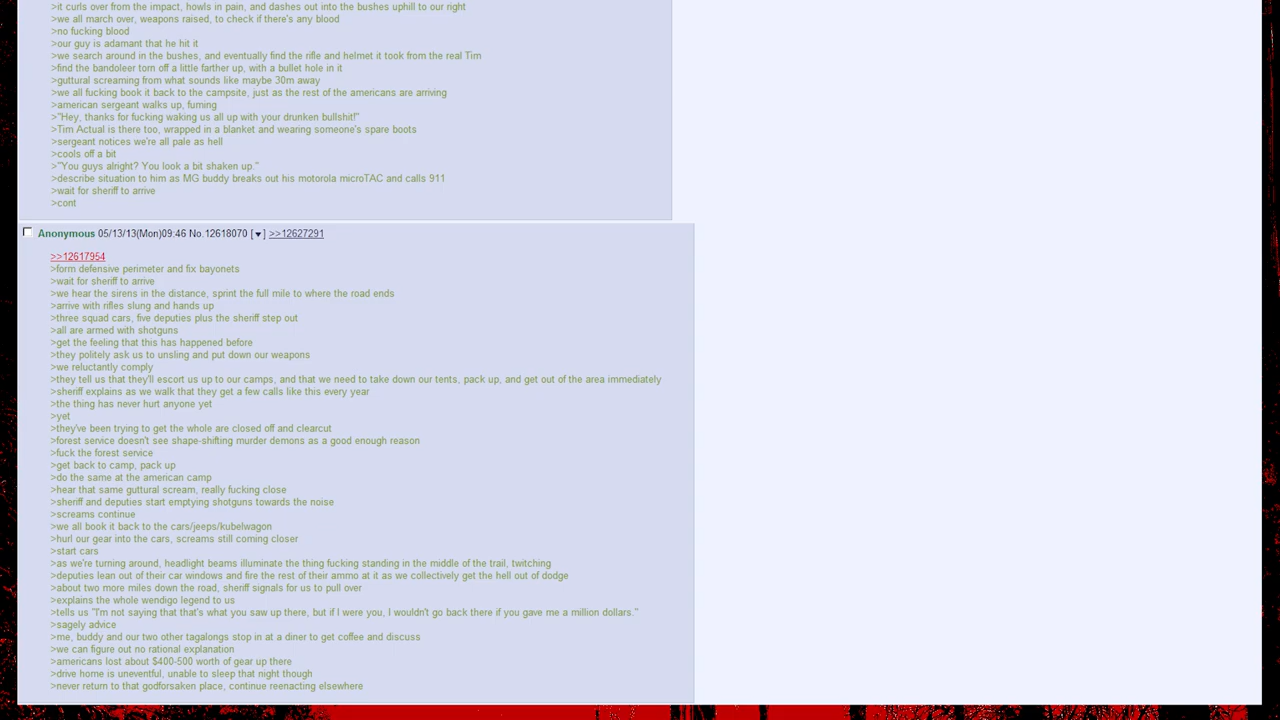 >it curls over from the impact, howls in pain, and dashes out into the bushes uphill to our right
>we all march over, weapons raised, to check if there's any blood
>no fucking blood
>our guy is adamant that he hit it
>we search around in the bushes, and eventually find the rifle and helmet it took from the real Tim
>find the bandoleer torn off a little farther up, with a bullet hole in it
>guttural screaming from what sounds like maybe 30m away
>we all fucking book it back to the campsite, just as the rest of the americans are arriving
>american sergeant walks up, fuming
>"Hey, thanks for fucking waking us all up with your drunken bullshit!"
>Tim Actual is there too, wrapped in a blanket and wearing someone's spare boots
>sergeant notices we're all pale as hell
>cools off a bit
>"You guys alright? You look a bit shaken up."
>describe situation to him as MG buddy breaks out his motorola microTAC and calls 911
>wait for sheriff to arrive
>cont
Anonymous 05/13/13(Mon)09:46 No.12618070 [▼] >>12627291
>>12617954
>form defensive perimeter and fix bayonets
>wait for sheriff to arrive
>we hear the sirens in the distance, sprint the full mile to where the road ends
>arrive with rifles slung and hands up
>three squad cars, five deputies plus the sheriff step out
>all are armed with shotguns
>get the feeling that this has happened before
>they politely ask us to unsling and put down our weapons
>we reluctantly comply
>they tell us that they'll escort us up to our camps, and that we need to take down our tents, pack up, and get out of the area immediately
>sheriff explains as we walk that they get a few calls like this every year
>the thing has never hurt anyone yet
>yet
>they've been trying to get the whole are closed off and clearcut
>forest service doesn't see shape-shifting murder demons as a good enough reason
>fuck the forest service
>get back to camp, pack up
>do the same at the american camp
>hear that same guttural scream, really fucking close
>sheriff and deputies start emptying shotguns towards the noise
>screams continue
>we all book it back to the cars/jeeps/kubelwagon
>hurl our gear into the cars, screams still coming closer
>start cars
>as we're turning around, headlight beams illuminate the thing fucking standing in the middle of the trail, twitching
>deputies lean out of their car windows and fire the rest of their ammo at it as we collectively get the hell out of dodge
>about two more miles down the road, sheriff signals for us to pull over
>explains the whole wendigo legend to us
>tells us "I'm not saying that that's what you saw up there, but if I were you, I wouldn't go back there if you gave me a million dollars."
>sagely advice
>me, buddy and our two other tagalongs stop in at a diner to get coffee and discuss
>we can figure out no rational explanation
>americans lost about $400-500 worth of gear up there
>drive home is uneventful, unable to sleep that night though
>never return to that godforsaken place, continue reenacting elsewhere